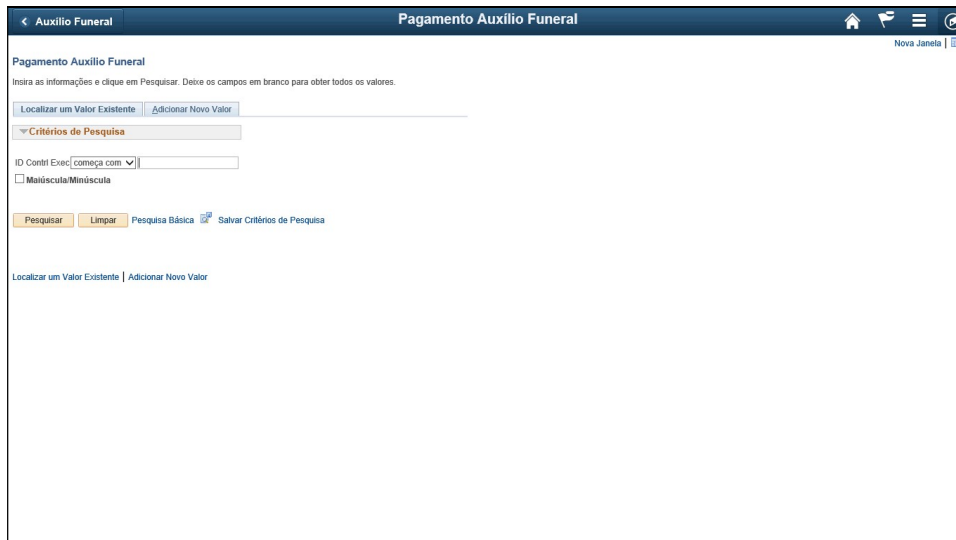 Auxilio Funeral
Pagamento Auxílio Funeral
Nova Janela
Pagamento Auxilio Funeral
Insira as informações e clique em Pesquisar. Deixe os campos em branco para obter todos os valores.
Localizar um Valor Existente
Adicionar Novo Valor
Critérios de Pesquisa
ID Contrl Exec começa com
Maiúscula/Minúscula
Pesquisar Limpar Pesquisa Básica Salvar Critérios de Pesquisa
Localizar um Valor Existente | Adicionar Novo Valor